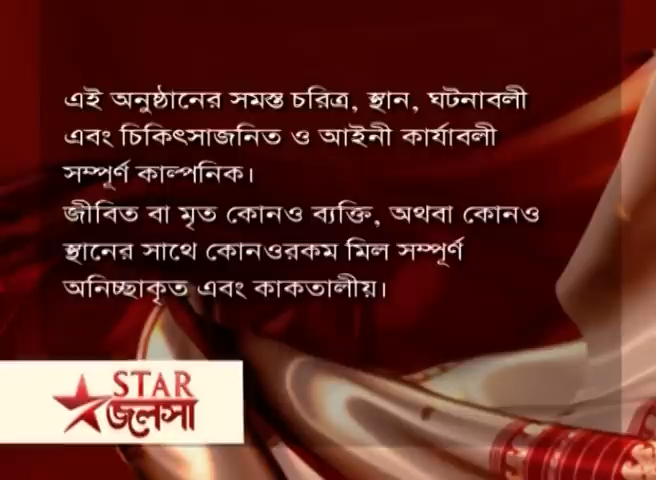 এই অনুষ্ঠানের সমস্ত চরিত্র, স্থান, ঘটনাবলী
এবং চিকিৎসাজনিত ও আইনী কার্যাবলী
সম্পূর্ণ কাল্পনিক।
জীবিত বা মৃত কোনও ব্যক্তি, অথবা কোনও
স্থানের সাথে কোনওরকম মিল সম্পূর্ণ
অনিচ্ছাকৃত এবং কাকতালীয়।
STAR
জলসা